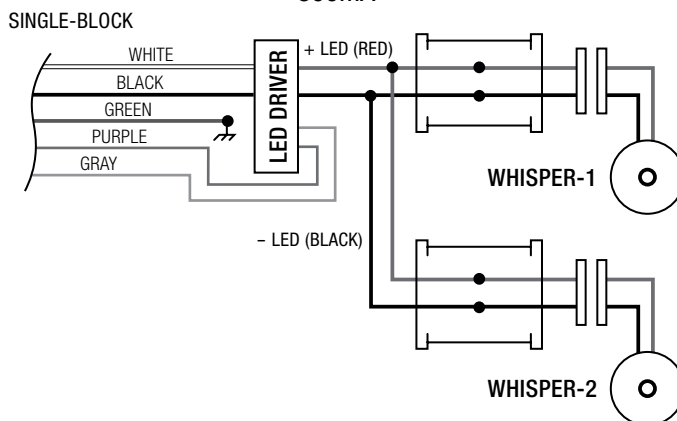 SINGLE-BLOCK
WHITE
BLACK
GREEN
PURPLE
GRAY
LED DRIVER
+ LED (RED)
– LED (BLACK)
WHISPER-1
WHISPER-2